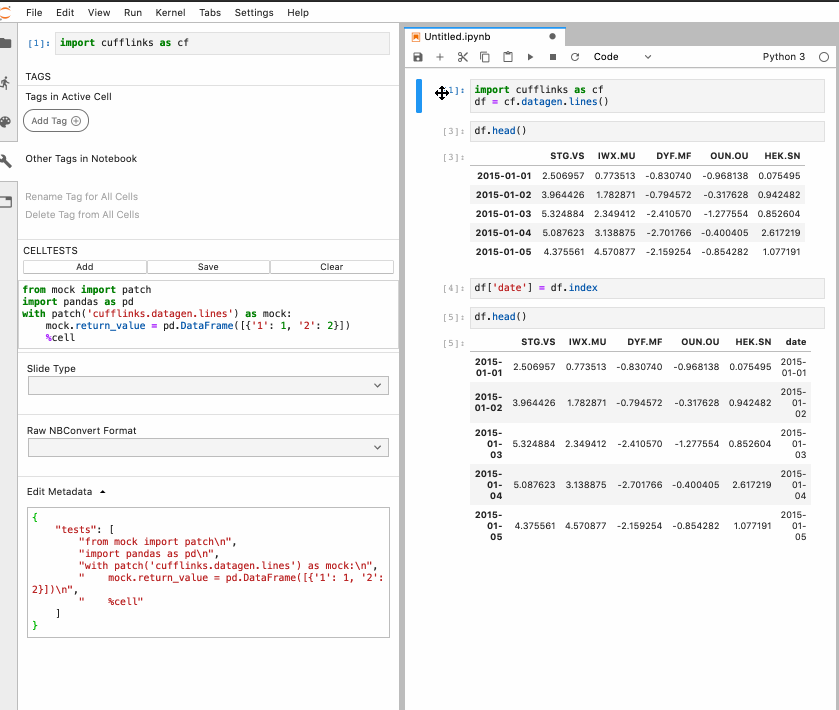 File Edit View Run Kernel Tabs Settings Help
[1]: import cufflinks as cf
TAGS
Tags in Active Cell
Add Tag
Other Tags in Notebook
Rename Tag for All Cells
Delete Tag from All Cells
CELLTESTS
Add Save Clear
from mock import patch
import pandas as pd
with patch('cufflinks.datagen.lines') as mock:
    mock.return_value = pd.DataFrame([{'1': 1, '2': 2}])
    %cell
Slide Type
Raw NBConvert Format
Edit Metadata
{
    "tests": [
        "from mock import patch\n",
        "import pandas as pd\n",
        "with patch('cufflinks.datagen.lines') as mock:\n",
        "    mock.return_value = pd.DataFrame([{'1': 1, '2':
2}])\n",
        "    %cell"
    ]
}
Untitled.ipynb
Code Python 3
1]: import cufflinks as cf
df = cf.datagen.lines()
[3]: df.head()
[3]: STG.VS IWX.MU DYF.MF OUN.OU HEK.SN
2015-01-01 2.506957 0.773513 -0.830740 -0.968138 0.075495
2015-01-02 3.964426 1.782871 -0.794572 -0.317628 0.942482
2015-01-03 5.324884 2.349412 -2.410570 -1.277554 0.852604
2015-01-04 5.087623 3.138875 -2.701766 -0.400405 2.617219
2015-01-05 4.375561 4.570877 -2.159254 -0.854282 1.077191
[4]: df['date'] = df.index
[5]: df.head()
[5]: STG.VS IWX.MU DYF.MF OUN.OU HEK.SN date
2015-
01-01 2.506957 0.773513 -0.830740 -0.968138 0.075495 2015-
01-01
2015-
01-02 3.964426 1.782871 -0.794572 -0.317628 0.942482 2015-
01-
02
2015-
01-
03 5.324884 2.349412 -2.410570 -1.277554 0.852604 2015-
01-
03
2015-
01-
04 5.087623 3.138875 -2.701766 -0.400405 2.617219 2015-
01-
04
2015-
01-
05 4.375561 4.570877 -2.159254 -0.854282 1.077191 2015-
01-
05